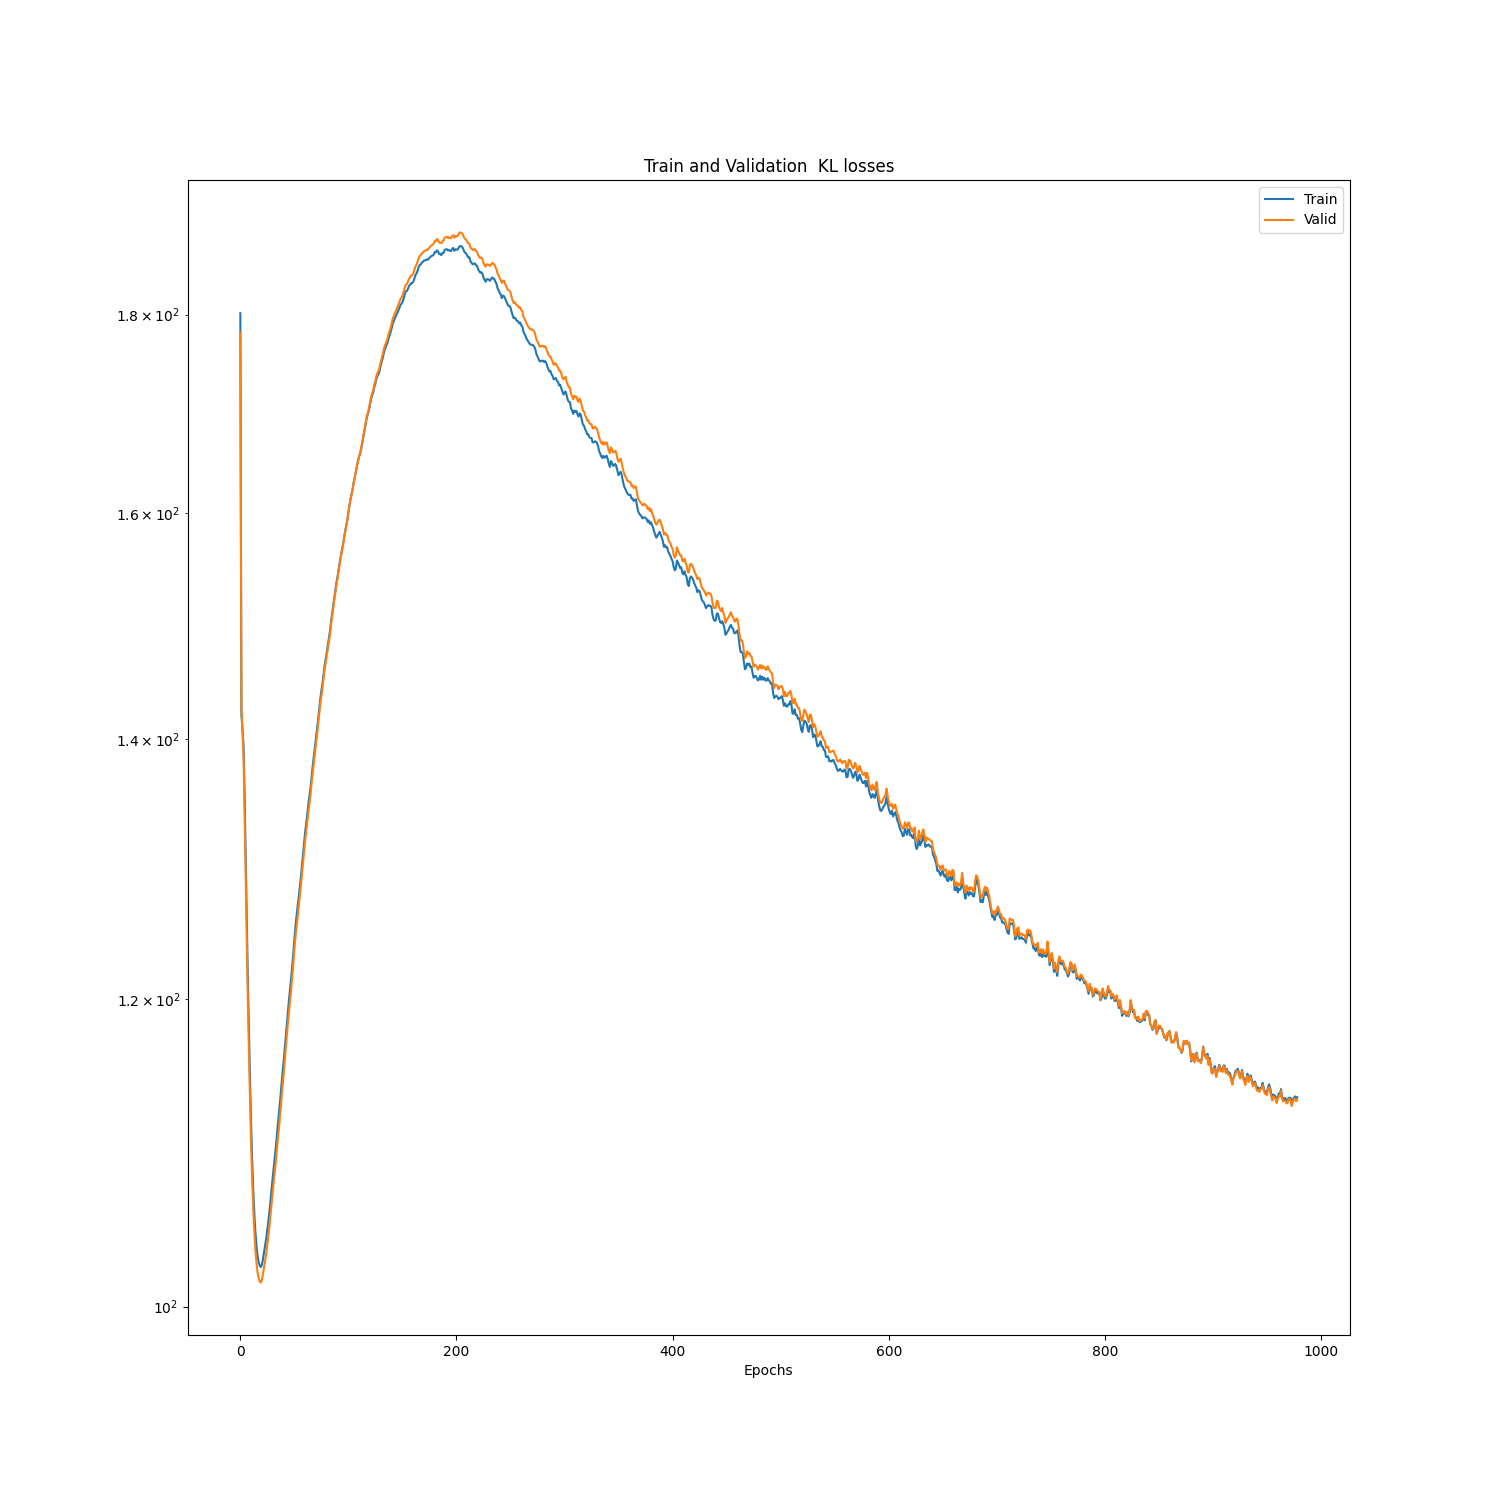 Train and Validation  KL losses
Train
Valid
1.8 × 10²
1.6 × 10²
1.4 × 10²
1.2 × 10²
10²
0 200 400 600 800 1000
Epochs